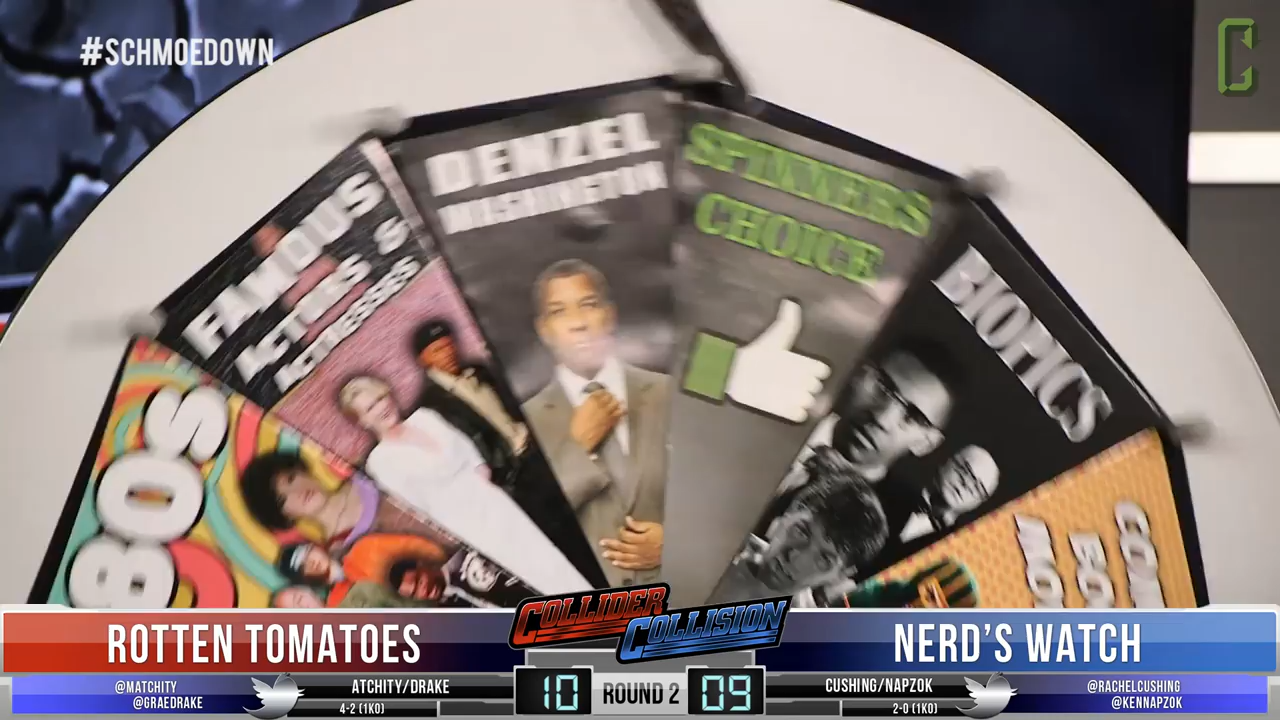 #SCHMOEDOWN
DENZEL
WASHINGTON
SPINNER'S
CHOICE
FAMOUS
ACTORS &
ACTRESSES
BIOPICS
80S
COLLIDER
COLLISION
ROTTEN TOMATOES
NERD'S WATCH
@MATCHITY
@GRAEDRAKE
ATCHITY/DRAKE
4-2 (1KO)
10
ROUND 2
09
CUSHING/NAPZOK
2-0 (1KO)
@RACHELCUSHING
@KENNAPZOK